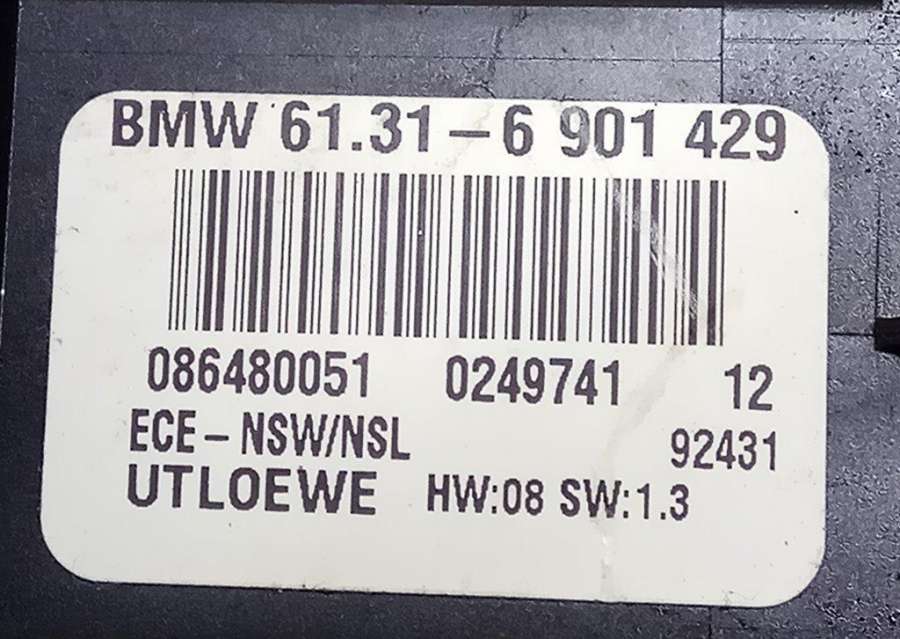 BMW 61.31 – 6 901 429
086480051 0249741 12
ECE – NSW/NSL 92431
UTLOEWE HW:08 SW:1.3